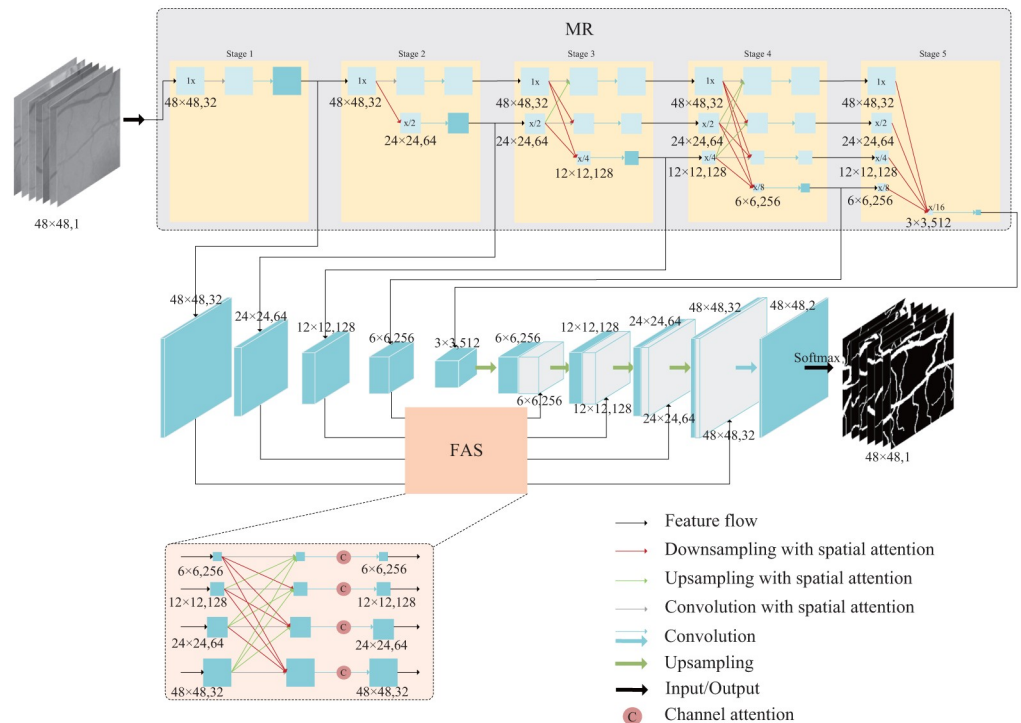 MR
Stage 1
Stage 2
Stage 3
Stage 4
Stage 5
1x
1x
1x
1x
1x
48×48,32
48×48,32
48×48,32
48×48,32
48×48,32
x/2
x/2
x/2
x/2
24×24,64
24×24,64
24×24,64
24×24,64
x/4
x/4
x/4
12×12,128
12×12,128
12×12,128
x/8
x/8
6×6,256
6×6,256
x/16
3×3,512
48×48,1
48×48,32
24×24,64
12×12,128
6×6,256
3×3,512
6×6,256
12×12,128
24×24,64
48×48,32
48×48,2
Softmax
6×6,256
12×12,128
24×24,64
48×48,32
48×48,1
FAS
6×6,256
C
6×6,256
12×12,128
C
12×12,128
24×24,64
C
24×24,64
48×48,32
C
48×48,32
Feature flow
Downsampling with spatial attention
Upsampling with spatial attention
Convolution with spatial attention
Convolution
Upsampling
Input/Output
C Channel attention